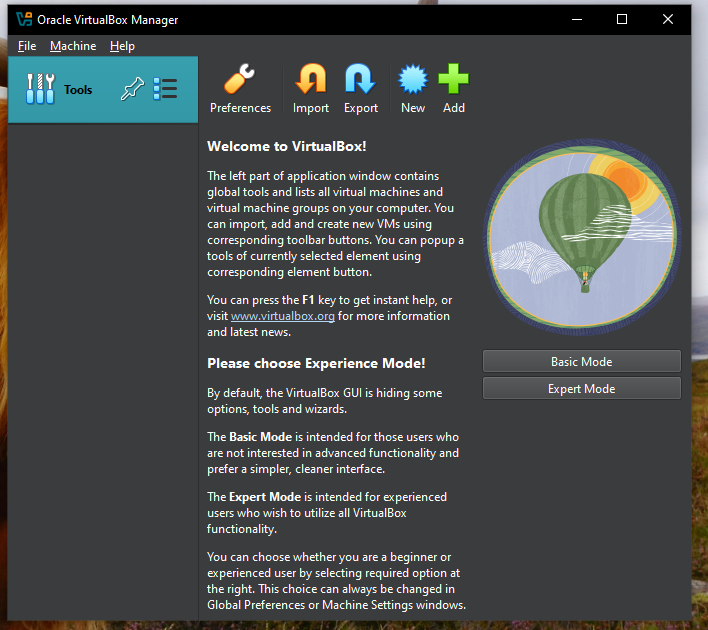 Oracle VirtualBox Manager
File Machine Help
Tools
Preferences
Import
Export
New
Add
Welcome to VirtualBox!
The left part of application window contains
global tools and lists all virtual machines and
virtual machine groups on your computer. You
can import, add and create new VMs using
corresponding toolbar buttons. You can popup a
tools of currently selected element using
corresponding element button.
You can press the F1 key to get instant help, or
visit www.virtualbox.org for more information
and latest news.
Please choose Experience Mode!
By default, the VirtualBox GUI is hiding some
options, tools and wizards.
The Basic Mode is intended for those users who
are not interested in advanced functionality and
prefer a simpler, cleaner interface.
The Expert Mode is intended for experienced
users who wish to utilize all VirtualBox
functionality.
You can choose whether you are a beginner or
experienced user by selecting required option at
the right. This choice can always be changed in
Global Preferences or Machine Settings windows.
Basic Mode
Expert Mode